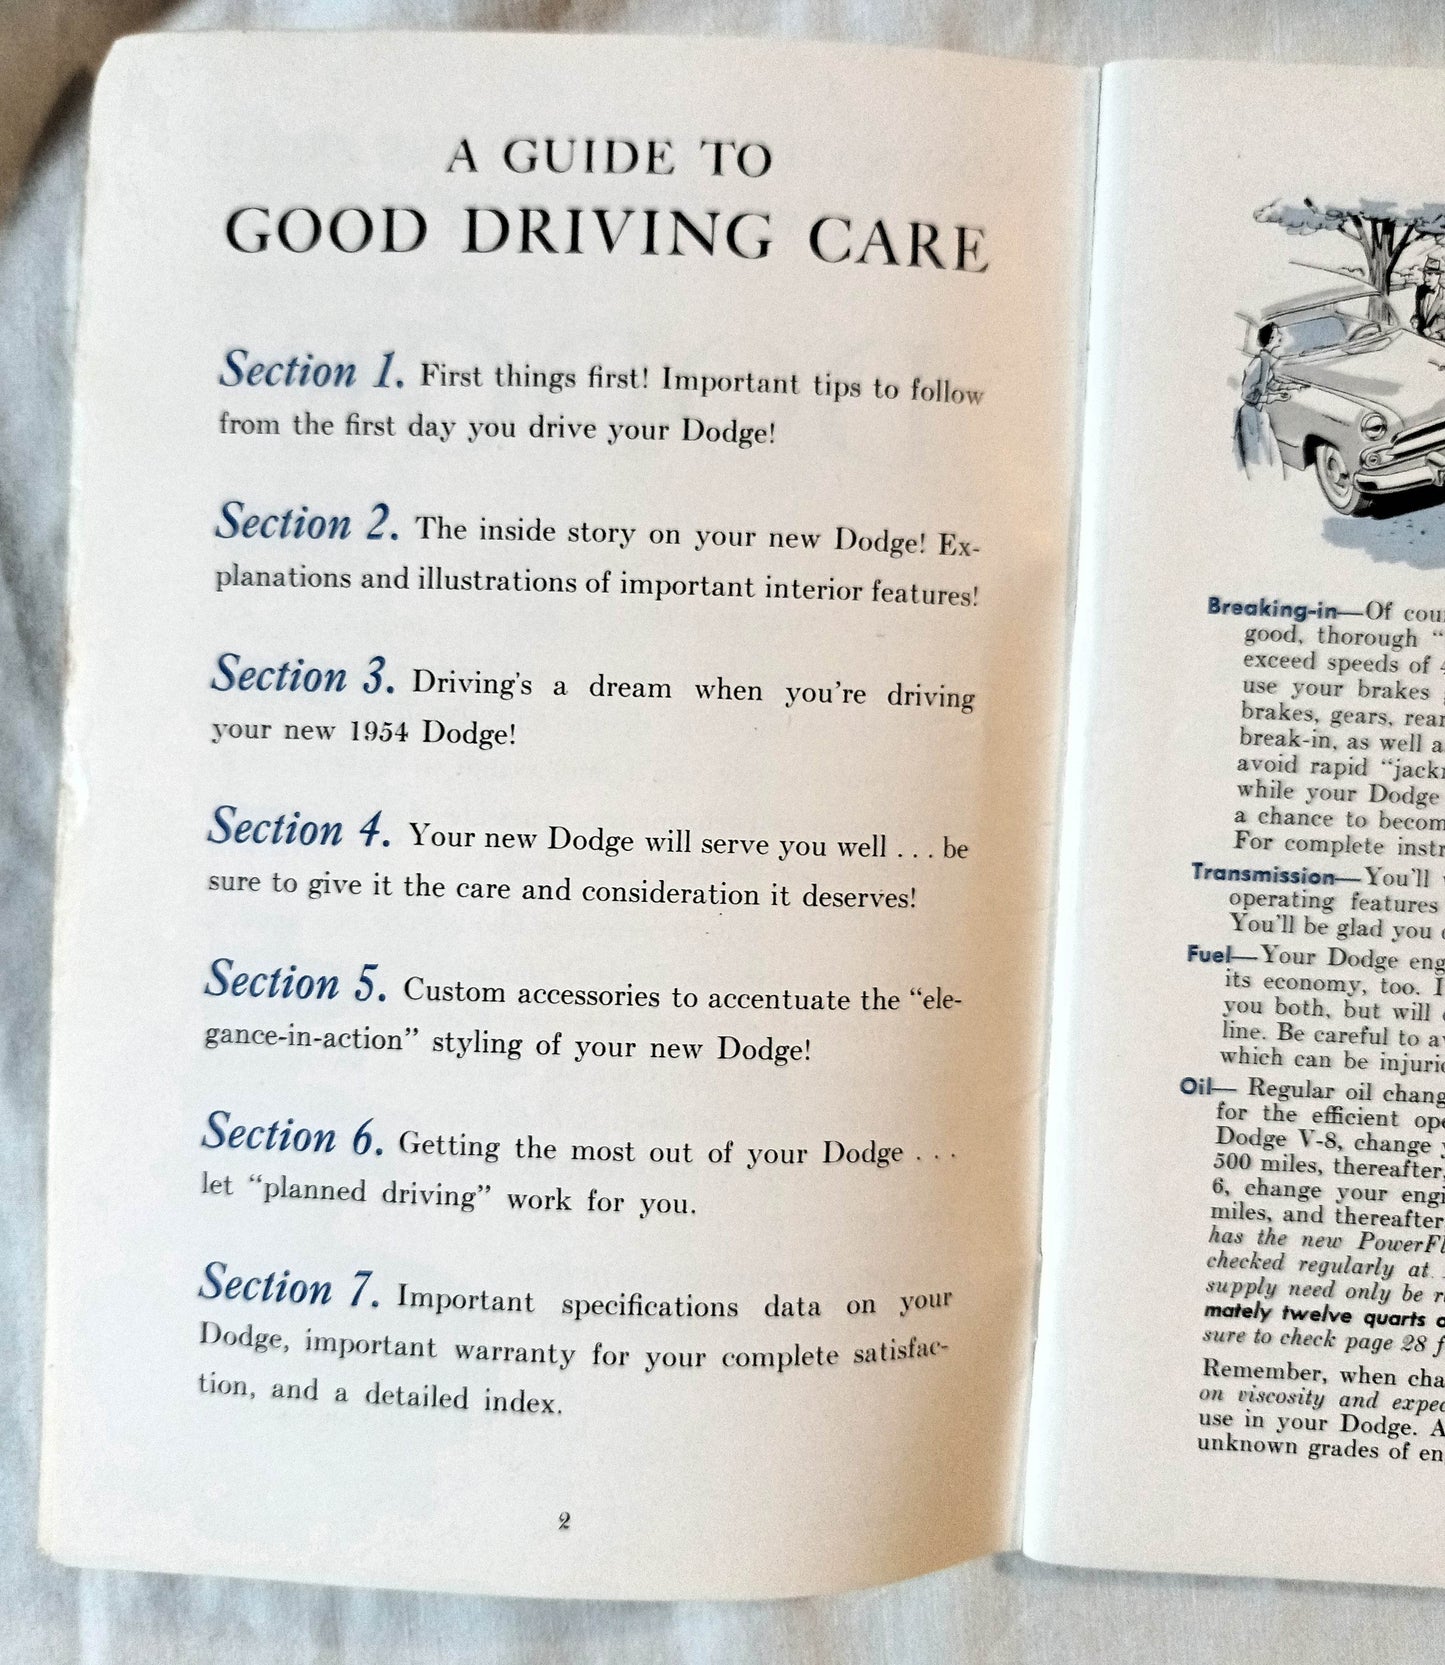 A GUIDE TO
GOOD DRIVING CARE
Section 1. First things first! Important tips to follow
from the first day you drive your Dodge!
Section 2. The inside story on your new Dodge! Ex-
planations and illustrations of important interior features!
Section 3. Driving's a dream when you're driving
your new 1954 Dodge!
Section 4. Your new Dodge will serve you well . . . be
sure to give it the care and consideration it deserves!
Section 5. Custom accessories to accentuate the “ele-
gance-in-action” styling of your new Dodge!
Section 6. Getting the most out of your Dodge . . .
let “planned driving” work for you.
Section 7. Important specifications data on your
Dodge, important warranty for your complete satisfac-
tion, and a detailed index.
2
Breaking-in—Of
good, thorough “
exceed speeds of
use your brakes
brakes, gears,
break-in, as well
avoid rapid
while your Dodge
a chance to
For complete
Transmission—You'll
operating features
You'll be glad you
Fuel—Your Dodge
its economy, too.
you both, but will
line. Be careful to
which can be
Oil— Regular oil
for the efficient
Dodge V-8, change
500 miles, thereafter,
6, change your
miles, and thereafter
has the new
checked regularly at
supply need only be
mately twelve quarts
sure to check page 28
Remember, when
on viscosity and
use in your Dodge.
unknown grades of